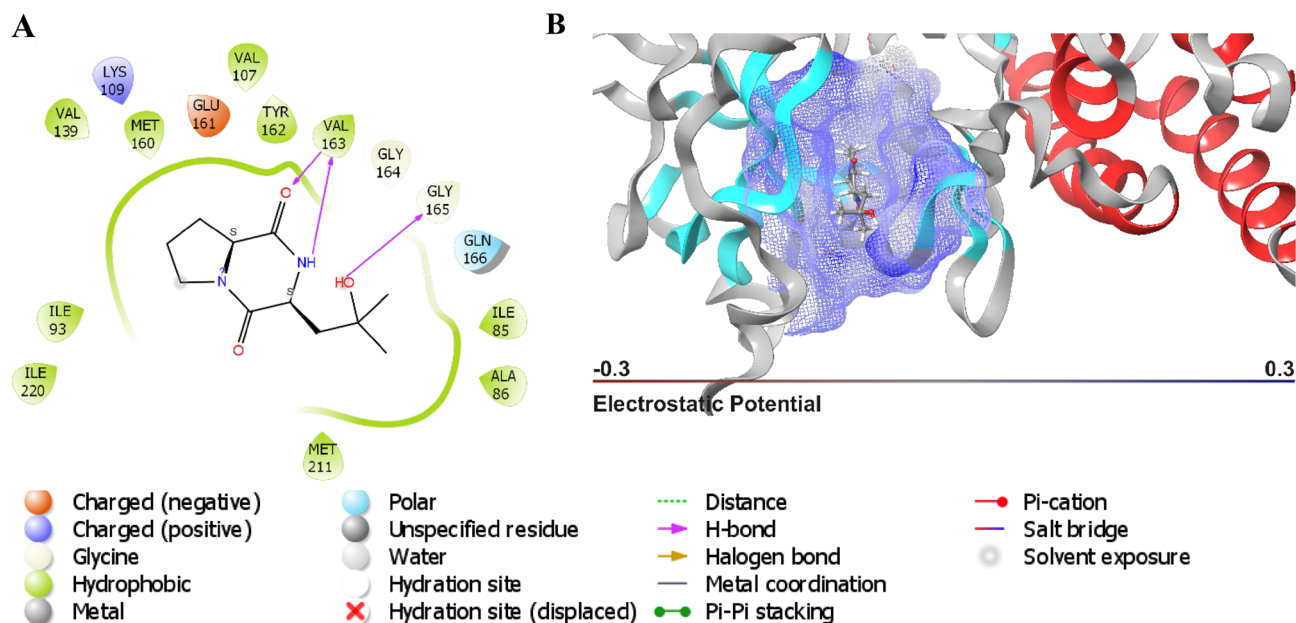 A
B
VAL
107
LYS
109
GLU
161
VAL
139
MET
160
TYR
162
VAL
163
GLY
164
GLY
165
GLN
166
O
S
NH
HO
N
?
S
O
ILE
93
ILE
85
ILE
220
ALA
86
MET
211
-0.3
0.3
Electrostatic Potential
Charged (negative)
Charged (positive)
Glycine
Hydrophobic
Metal
Polar
Unspecified residue
Water
Hydration site
Hydration site (displaced)
Distance
H-bond
Halogen bond
Metal coordination
Pi-Pi stacking
Pi-cation
Salt bridge
Solvent exposure